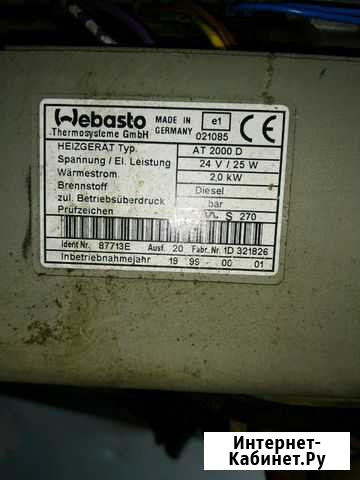 Webasto
Thermosysteme GmbH
MADE IN
GERMANY
e1
021085
CE
HEIZGERÄT Typ. AT 2000 D
Spannung / El. Leistung 24 V / 25 W
Wärmestrom 2,0 kW
Brennstoff Diesel
zul. Betriebsüberdruck bar
Prüfzeichen S 270
Ident Nr. 87713E Ausf. 20 Fabr. Nr. 1D 321826
Inbetriebnahmejahr 19 99 00 01
Интернет-
Кабинет.Ру